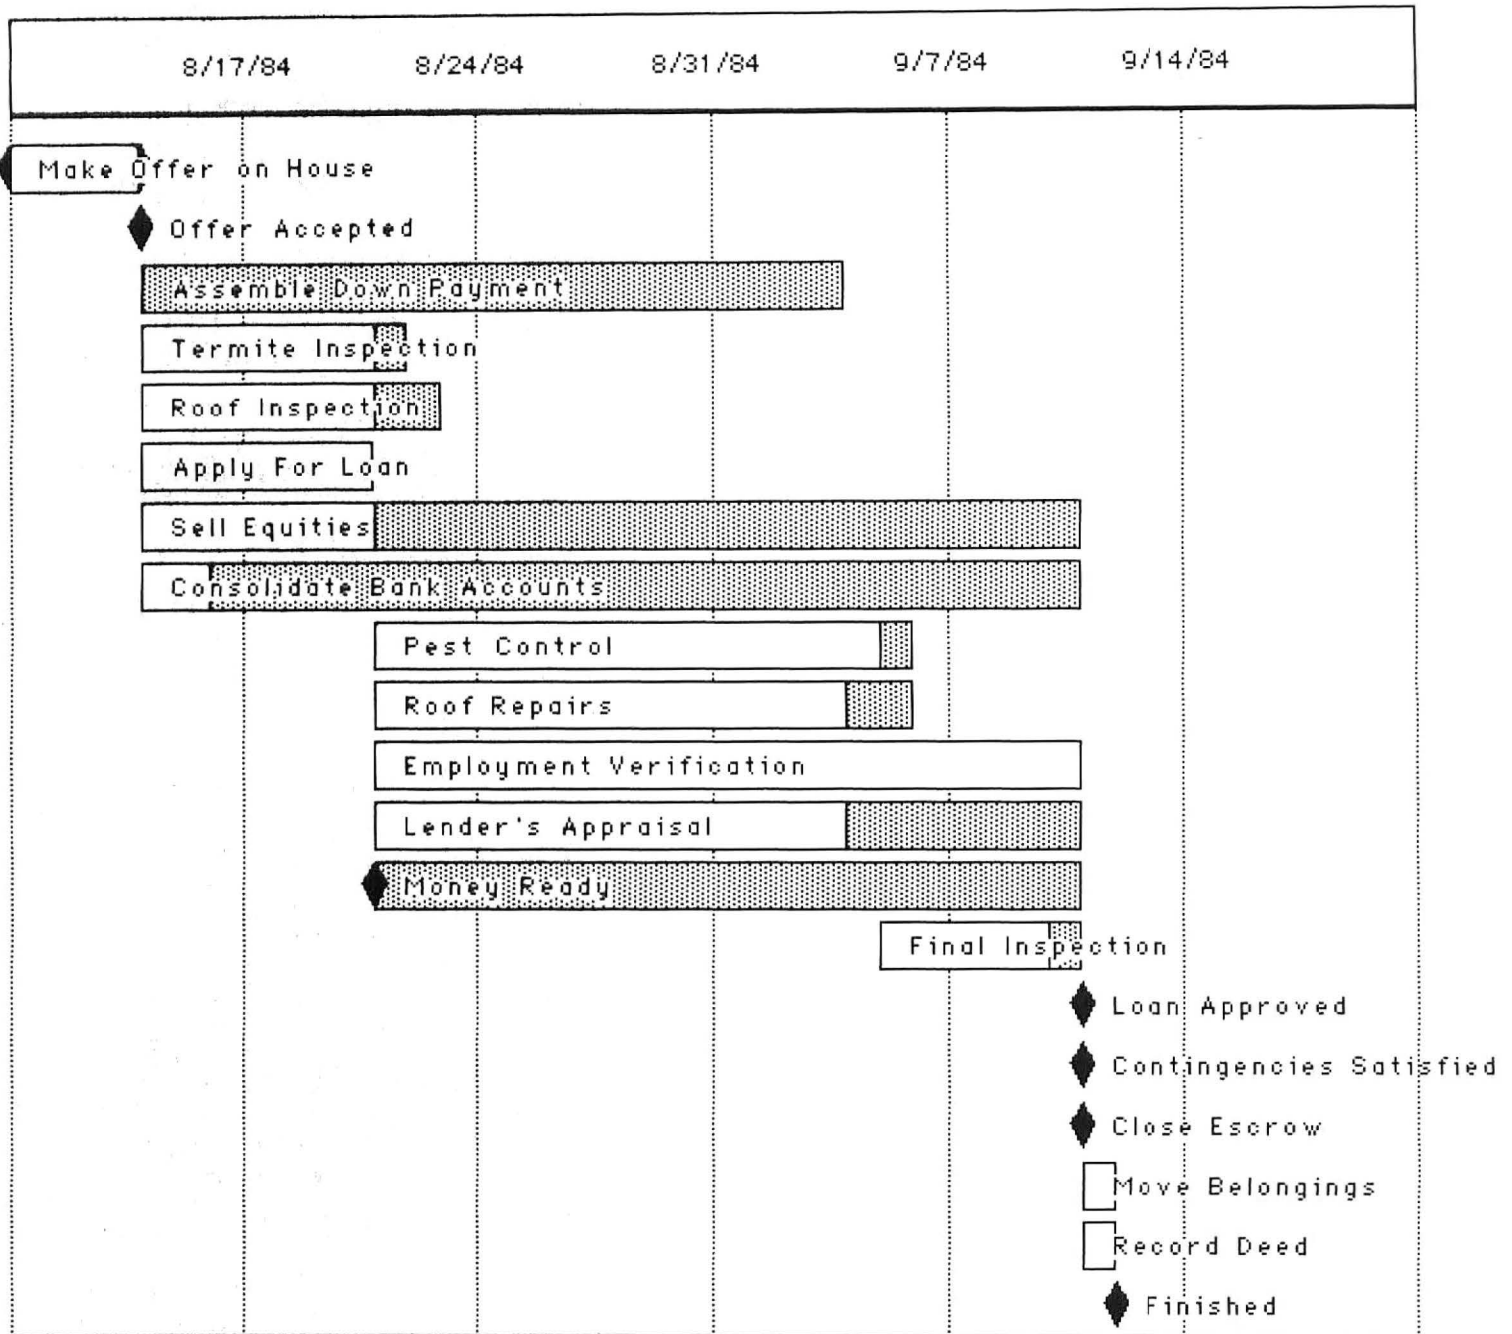 8/17/84 8/24/84 8/31/84 9/7/84 9/14/84
Make Offer on House
Offer Accepted
Assemble Down Payment
Termite Inspection
Roof Inspection
Apply For Loan
Sell Equities
Consolidate Bank Accounts
Pest Control
Roof Repairs
Employment Verification
Lender's Appraisal
Money Ready
Final Inspection
Loan Approved
Contingencies Satisfied
Close Escrow
Move Belongings
Record Deed
Finished